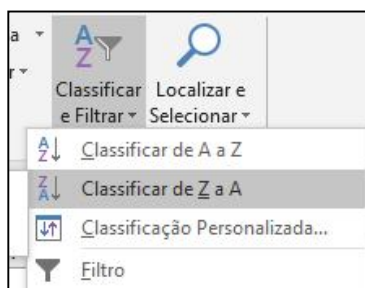 a
r
Classificar Localizar e
e Filtrar Selecionar
Classificar de A a Z
Classificar de Z a A
Classificação Personalizada...
Filtro